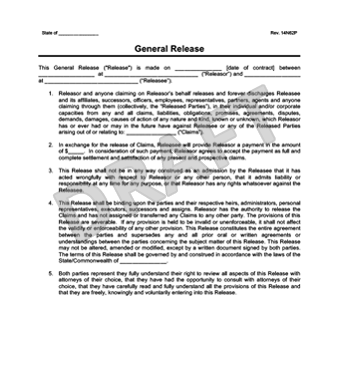 State of _______________ Rev. 14N62P
General Release
This General Release ("Release") is made on _______________ [date of contract] between
_______________ at _______________ ("Releasor") and _______________
at _______________ ("Releasee").
1. Releasor and anyone claiming on Releasor's behalf releases and forever discharges Releasee
and its affiliates, successors, officers, employees, representatives, partners, agents and anyone
claiming through them (collectively, the "Released Parties"), in their individual and/or corporate
capacities from any and all claims, liabilities, obligations, promises, agreements, disputes,
demands, damages, causes of action of any nature and kind, known or unknown, which Releasor
has or ever had or may in the future have against Releasee or any of the Released Parties
arising out of or relating to _______________ ("Claims").
2. In exchange for the release of Claims, Releasee will provide Releasor a payment in the amount
of $_____. In consideration of such payment, Releasor agrees to accept the payment as full and
complete settlement and satisfaction of any present and prospective claims.
3. This Release shall not be in any way construed as an admission by the Releasee that it has
acted wrongfully with respect to Releasor or any other person, that it admits liability or
responsibility at any time for any purpose, or that Releasor has any rights whatsoever against the
Releasee.
4. This Release shall be binding upon the parties and their respective heirs, administrators, personal
representatives, executors, successors and assigns. Releasor has the authority to release the
Claims and has not assigned or transferred any Claims to any other party. The provisions of this
Release are severable. If any provision is held to be invalid or unenforceable, it shall not affect
the validity or enforceability of any other provision. This Release constitutes the entire agreement
between the parties and supersedes any and all prior oral or written agreements or
understandings between the parties concerning the subject matter of this Release. This Release
may not be altered, amended or modified, except by a written document signed by both parties.
The terms of this Release shall be governed by and construed in accordance with the laws of the
State/Commonwealth of _______________.
5. Both parties represent they fully understand their right to review all aspects of this Release with
attorneys of their choice, that they have had the opportunity to consult with attorneys of their
choice, that they have carefully read and fully understand all the provisions of this Release and
that they are freely, knowingly and voluntarily entering into this Release.
DRAFT